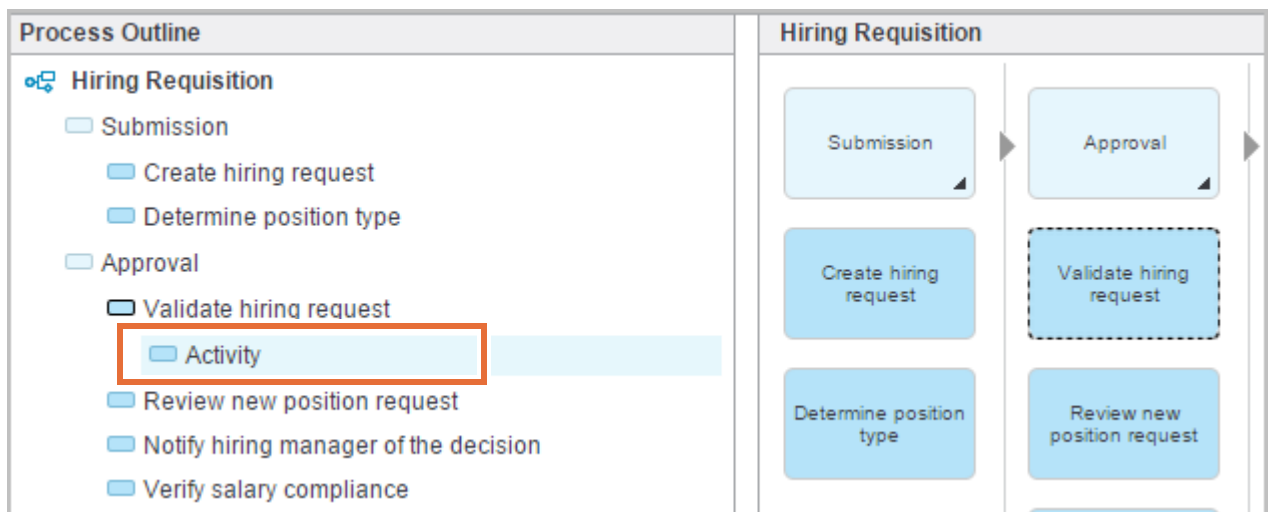 Process Outline
Hiring Requisition
Submission
Create hiring request
Determine position type
Approval
Validate hiring request
Activity
Review new position request
Notify hiring manager of the decision
Verify salary compliance
Hiring Requisition
Submission
Approval
Create hiring
request
Validate hiring
request
Determine position
type
Review new
position request